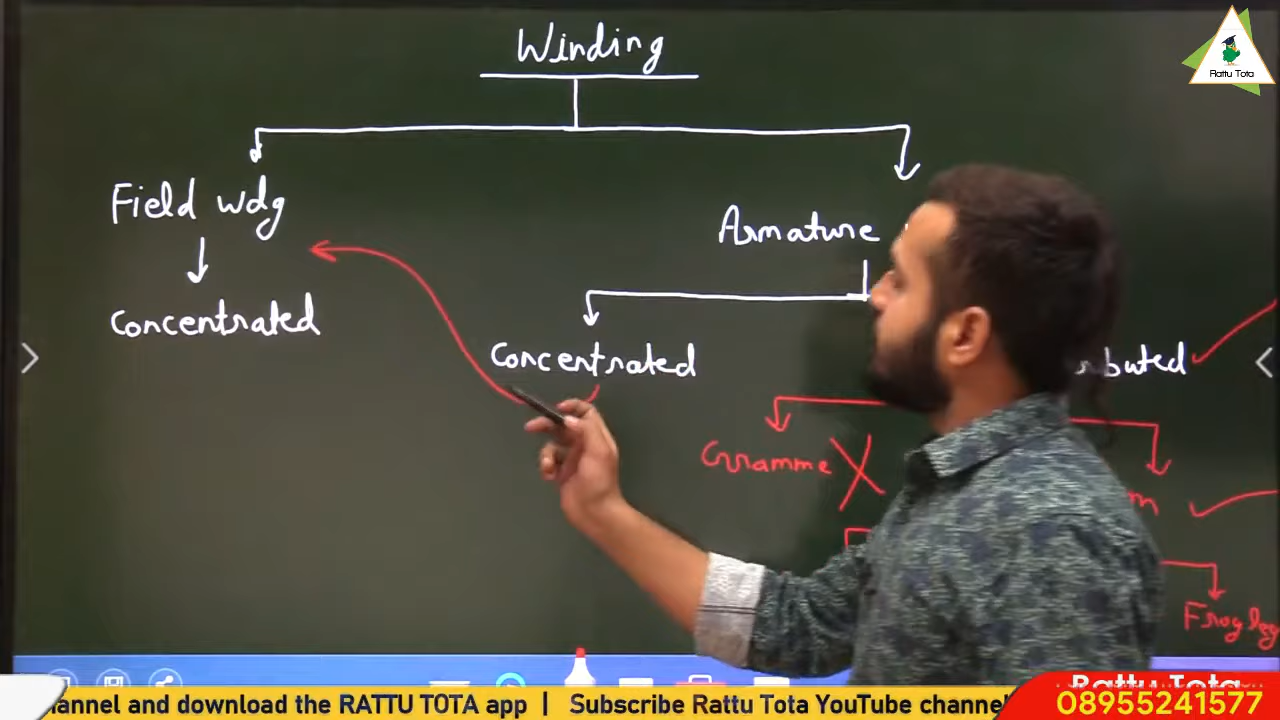 Winding
Rattu Tota
Field wdg
Armature
Concentrated
Concentrated
Gramme
Frog leg
Rattu Tota
hannel and download the RATTU TOTA app | Subscribe Rattu Tota YouTube channel
08955241577